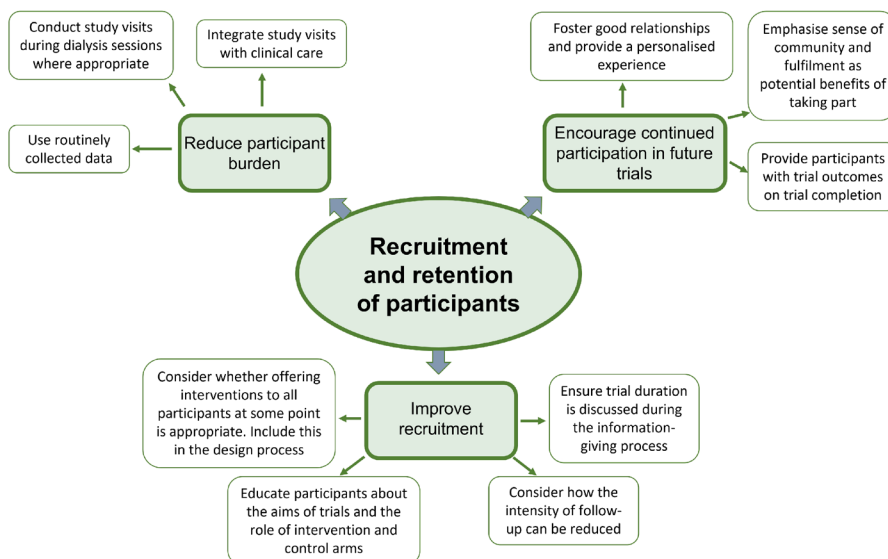 Conduct study visits
during dialysis sessions
where appropriate
Integrate study visits
with clinical care
Use routinely
collected data
Reduce participant
burden
Foster good relationships
and provide a personalised
experience
Emphasise sense of
community and
fulfilment as
potential benefits of
taking part
Encourage continued
participation in future
trials
Provide participants
with trial outcomes
on trial completion
Recruitment
and retention
of participants
Consider whether offering
interventions to all
participants at some point
is appropriate. Include this
in the design process
Improve
recruitment
Ensure trial duration
is discussed during
the information-
giving process
Educate participants about
the aims of trials and the
role of intervention and
control arms
Consider how the
intensity of follow-
up can be reduced